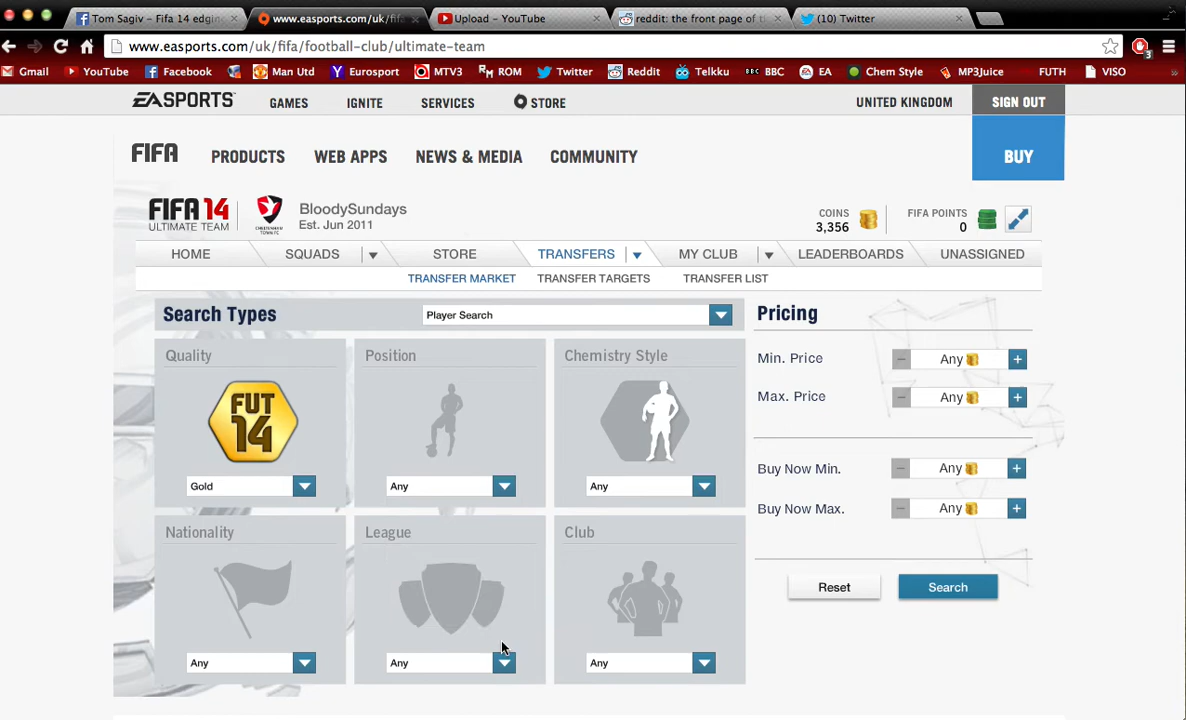 Tom Sagiv – Fifa 14 edgin
www.easports.com/uk/fifa
Upload – YouTube
reddit: the front page of t
(10) Twitter
www.easports.com/uk/fifa/football-club/ultimate-team
3
Gmail YouTube Facebook Man Utd Eurosport MTV3 ROM Twitter Reddit Telkku BBC EA Chem Style MP3Juice FUTH VISO »
EA SPORTS GAMES IGNITE SERVICES STORE UNITED KINGDOM SIGN OUT
FIFA PRODUCTS WEB APPS NEWS & MEDIA COMMUNITY BUY
FIFA 14
ULTIMATE TEAM
CHELTENHAM
TOWN FC
BloodySundays
Est. Jun 2011
COINS
3,356
FIFA POINTS
0
HOME SQUADS STORE TRANSFERS MY CLUB LEADERBOARDS UNASSIGNED
TRANSFER MARKET TRANSFER TARGETS TRANSFER LIST
Search Types Player Search
Quality Position Chemistry Style
FUT
14
Gold Any Any
Nationality League Club
Any Any Any
Pricing
Min. Price − Any +
Max. Price − Any +
Buy Now Min. − Any +
Buy Now Max. − Any +
Reset Search